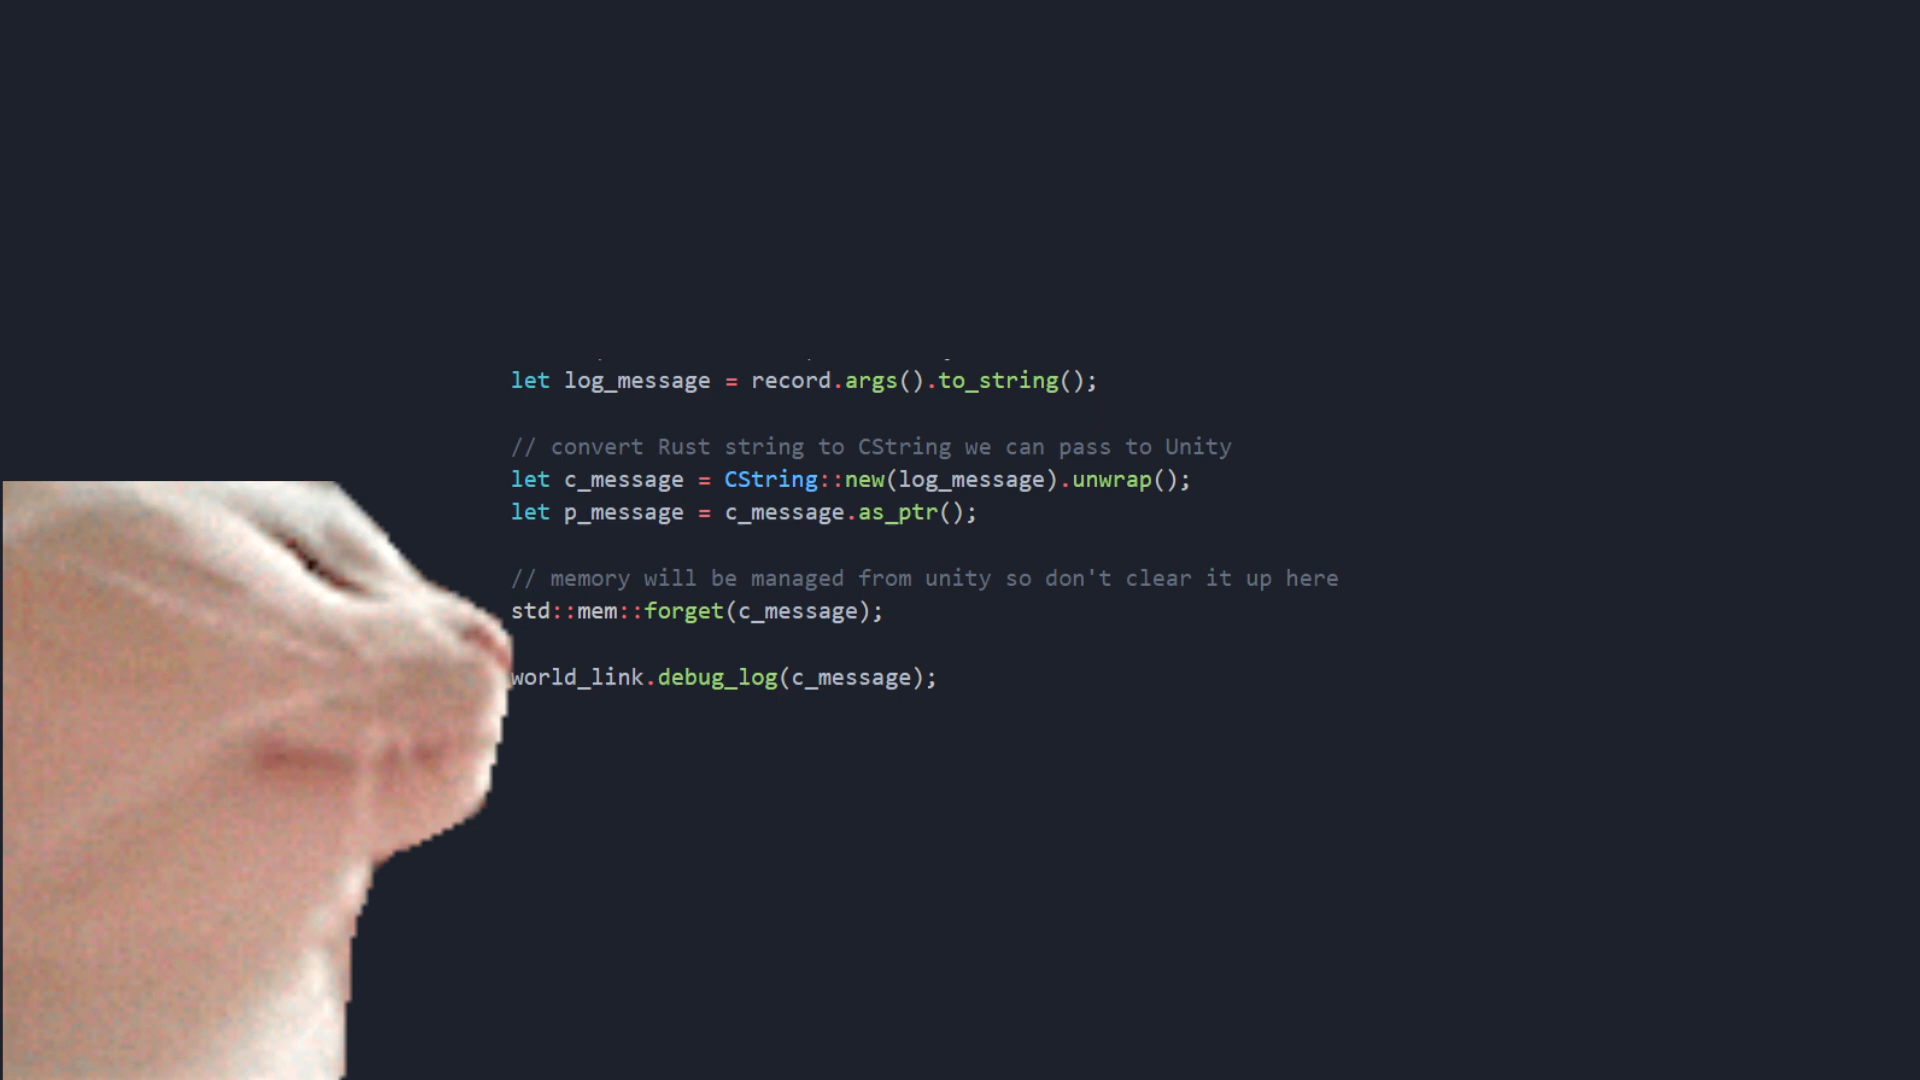 let log_message = record.args().to_string();
// convert Rust string to CString we can pass to Unity
let c_message = CString::new(log_message).unwrap();
let p_message = c_message.as_ptr();
// memory will be managed from unity so don't clear it up here
std::mem::forget(c_message);
world_link.debug_log(c_message);